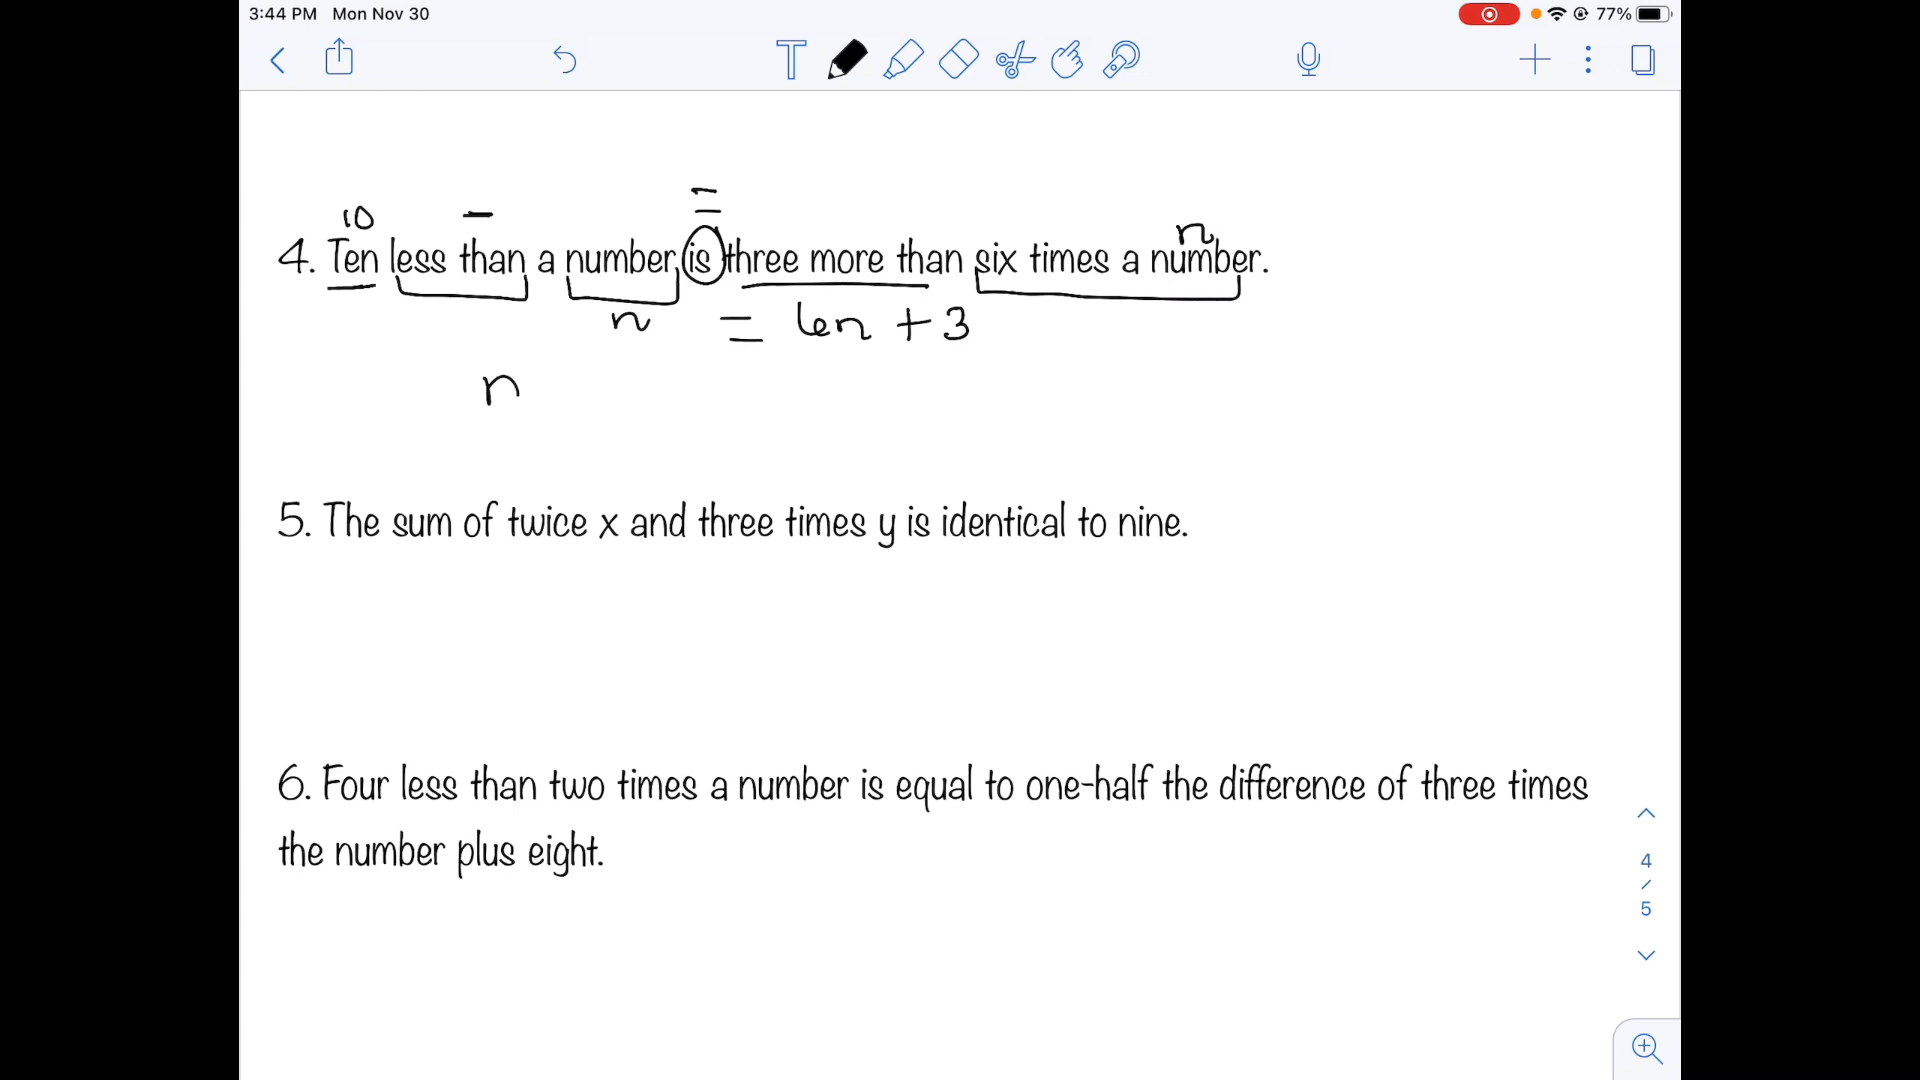 3:44 PM Mon Nov 30
77%
10 − =
4. Ten less than a number is three more than six times a number.
n
n = 6n + 3
n
5. The sum of twice x and three times y is identical to nine.
6. Four less than two times a number is equal to one-half the difference of three times
the number plus eight.
4
/
5